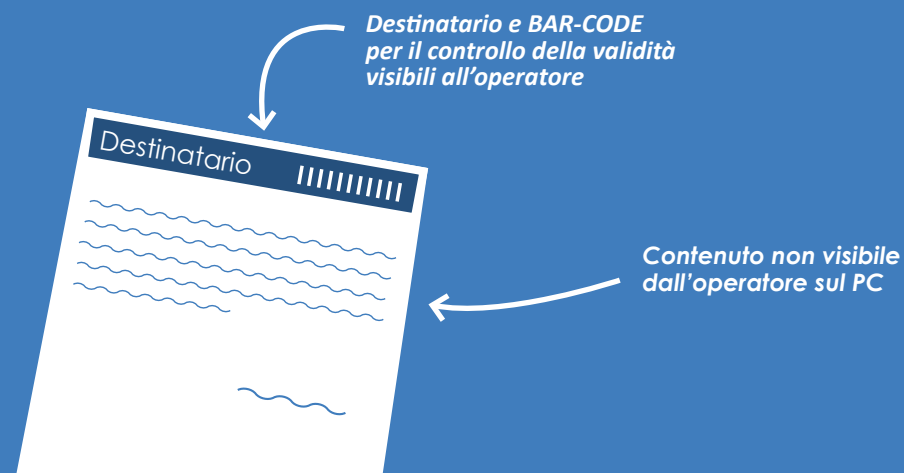 Destinatario e BAR-CODE
per il controllo della validità
visibili all'operatore
Destinatario
Contenuto non visibile
dall'operatore sul PC